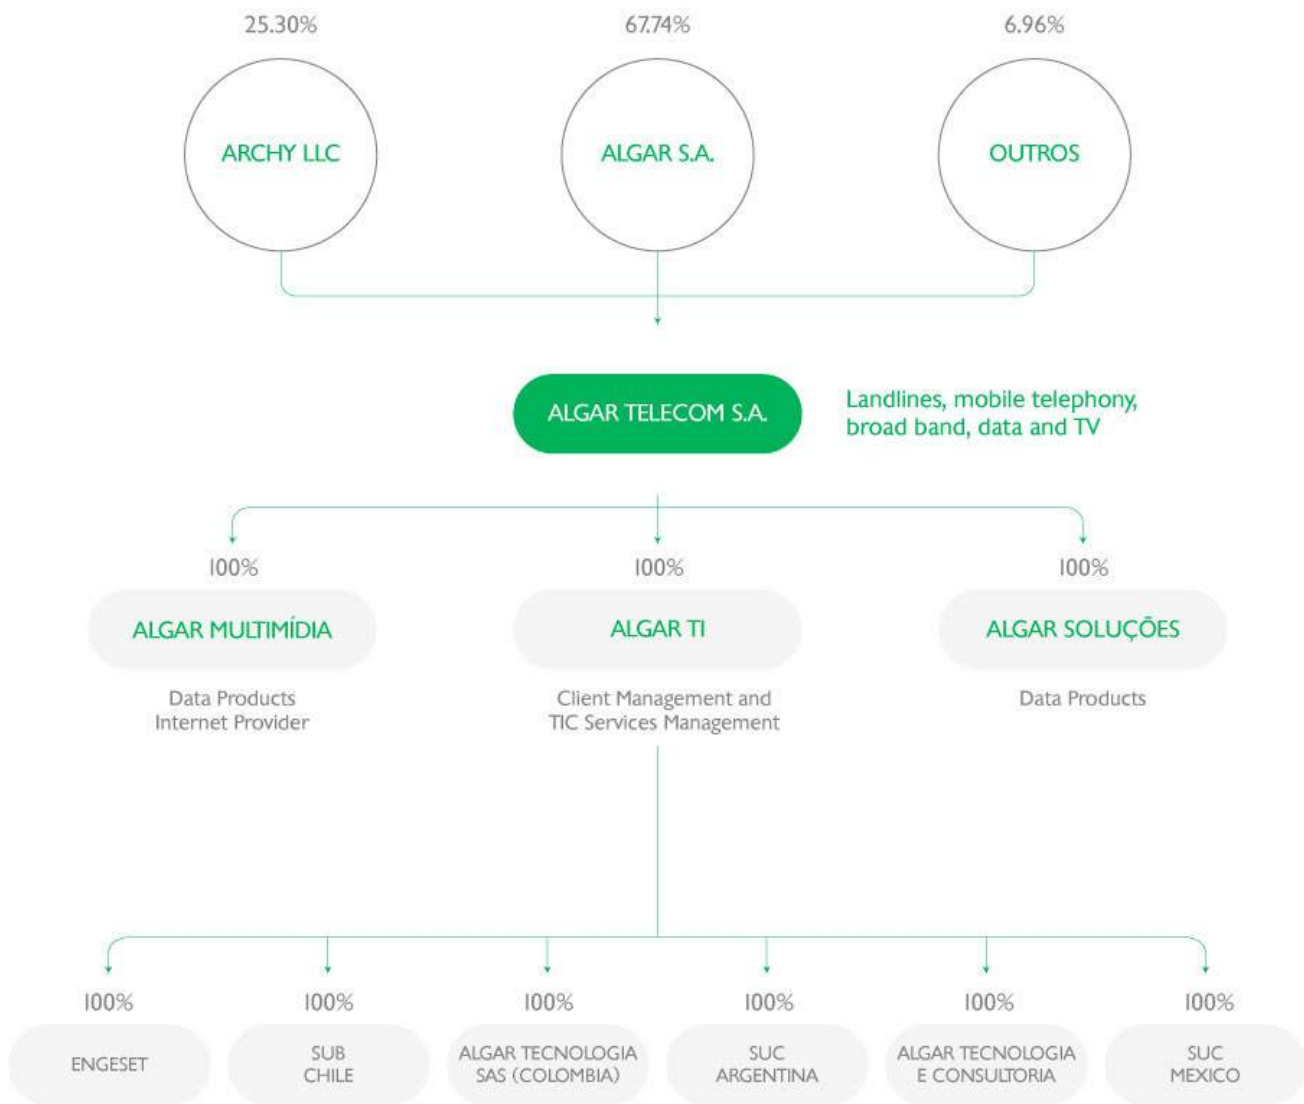 25.30%
67.74%
6.96%
ARCHY LLC
ALGAR S.A.
OUTROS
ALGAR TELECOM S.A.
Landlines, mobile telephony,
broad band, data and TV
100%
100%
100%
ALGAR MULTIMÍDIA
ALGAR TI
ALGAR SOLUÇÕES
Data Products
Internet Provider
Client Management and
TIC Services Management
Data Products
100%
100%
100%
100%
100%
100%
ENGESET
SUB
CHILE
ALGAR TECNOLOGIA
SAS (COLOMBIA)
SUC
ARGENTINA
ALGAR TECNOLOGIA
E CONSULTORIA
SUC
MEXICO